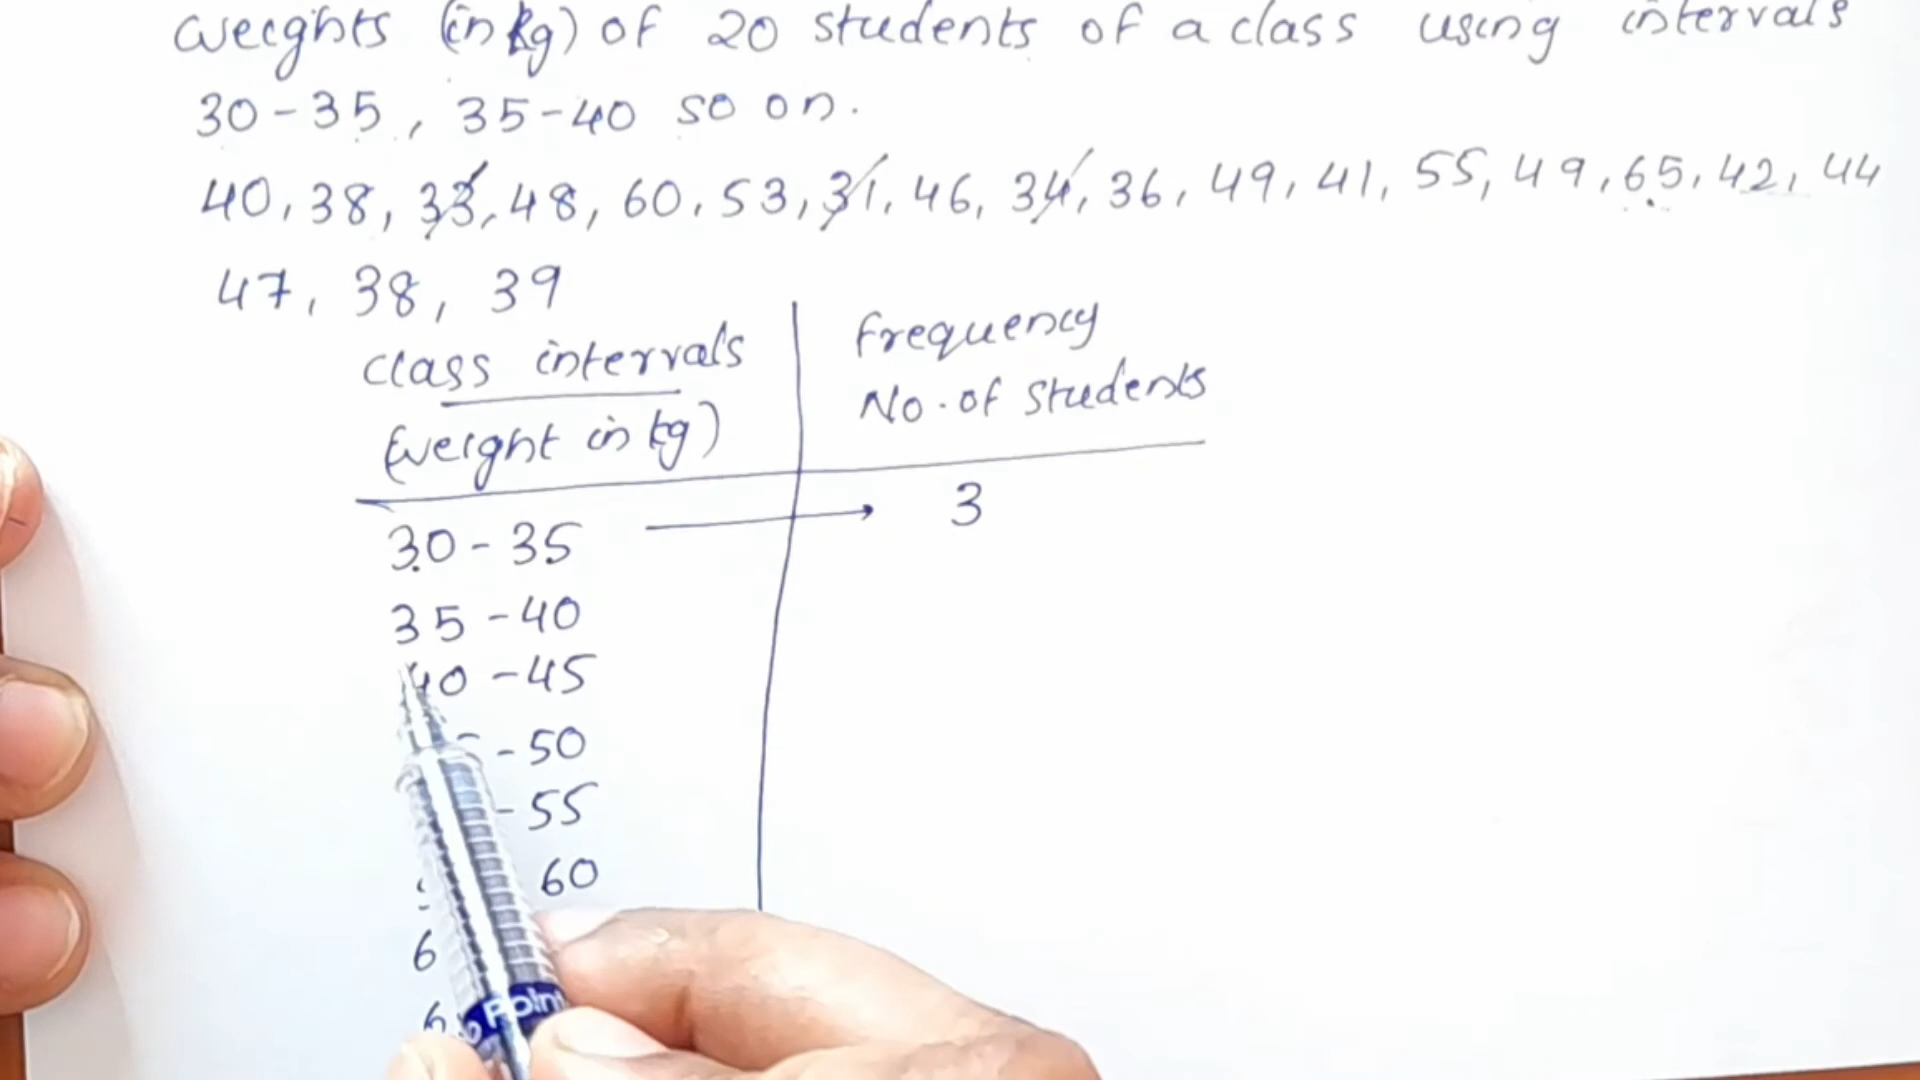 weights (in kg) of 20 students of a class using intervals
30-35, 35-40 so on.
40, 38, 33, 48, 60, 53, 31, 46, 34, 36, 49, 41, 55, 49, 65, 42, 44
47, 38, 39
class intervals
(weight in kg)
Frequency
No. of students
30-35 → 3
35-40
40-45
-50
-55
60
6
6
Point